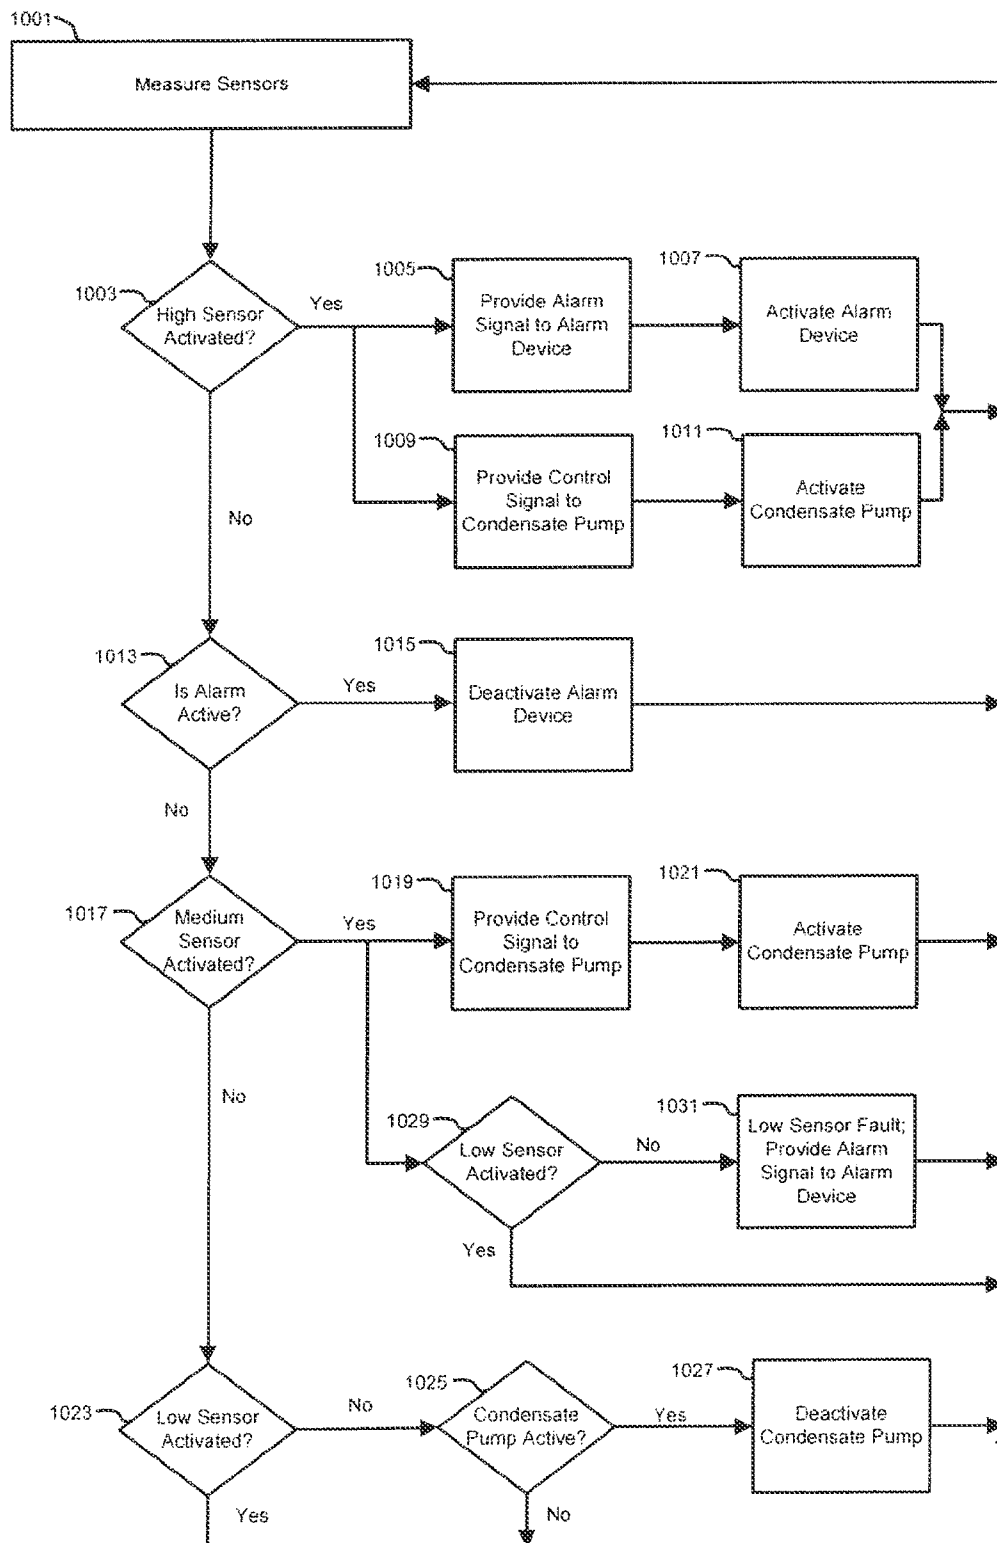 1001
Measure Sensors
1003
High Sensor
Activated?
Yes
1005
Provide Alarm
Signal to Alarm
Device
1007
Activate Alarm
Device
1009
Provide Control
Signal to
Condensate Pump
1011
Activate
Condensate Pump
No
1013
Is Alarm
Active?
Yes
1015
Deactivate Alarm
Device
No
1017
Medium
Sensor
Activated?
Yes
1019
Provide Control
Signal to
Condensate Pump
1021
Activate
Condensate Pump
No
1029
Low Sensor
Activated?
No
1031
Low Sensor Fault;
Provide Alarm
Signal to Alarm
Device
Yes
1023
Low Sensor
Activated?
No
1025
Condensate
Pump Active?
Yes
1027
Deactivate
Condensate Pump
Yes
No